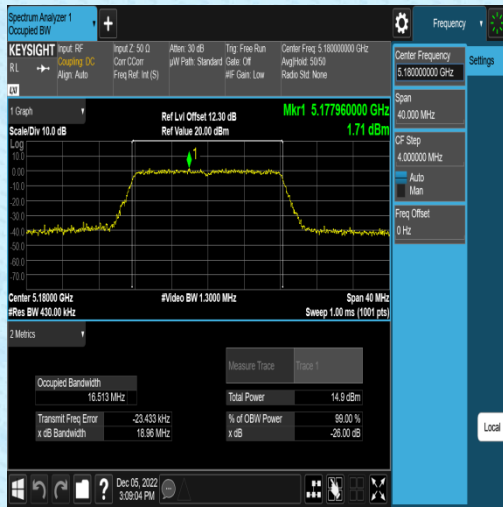 Spectrum Analyzer 1
Occupied BW
+
Frequency
KEYSIGHT
Input: RF
Coupling: DC
Align: Auto
Input Z: 50 Ω
Corr CCorr
Freq Ref: Int (S)
Atten: 30 dB
µW Path: Standard
Trig: Free Run
Gate: Off
#IF Gain: Low
Center Freq: 5.180000000 GHz
Avg|Hold: 50/50
Radio Std: None
RL
LXI
Center Frequency
5.180000000 GHz
Settings
Span
40.000 MHz
CF Step
4.000000 MHz
Auto
Man
Freq Offset
0 Hz
Local
1 Graph
Scale/Div 10.0 dB
Ref Lvl Offset 12.30 dB
Ref Value 20.00 dBm
Mkr1 5.177960000 GHz
1.71 dBm
Log
10.0
0.00
-10.0
-20.0
-30.0
-40.0
-50.0
-60.0
-70.0
1
Center 5.18000 GHz
#Res BW 430.00 kHz
#Video BW 1.3000 MHz
Span 40 MHz
Sweep 1.00 ms (1001 pts)
2 Metrics
Measure Trace
Trace 1
Occupied Bandwidth
16.513 MHz
Total Power
14.9 dBm
Transmit Freq Error
-23.433 kHz
% of OBW Power
99.00 %
x dB Bandwidth
18.96 MHz
x dB
-26.00 dB
?
Dec 05, 2022
3:09:04 PM